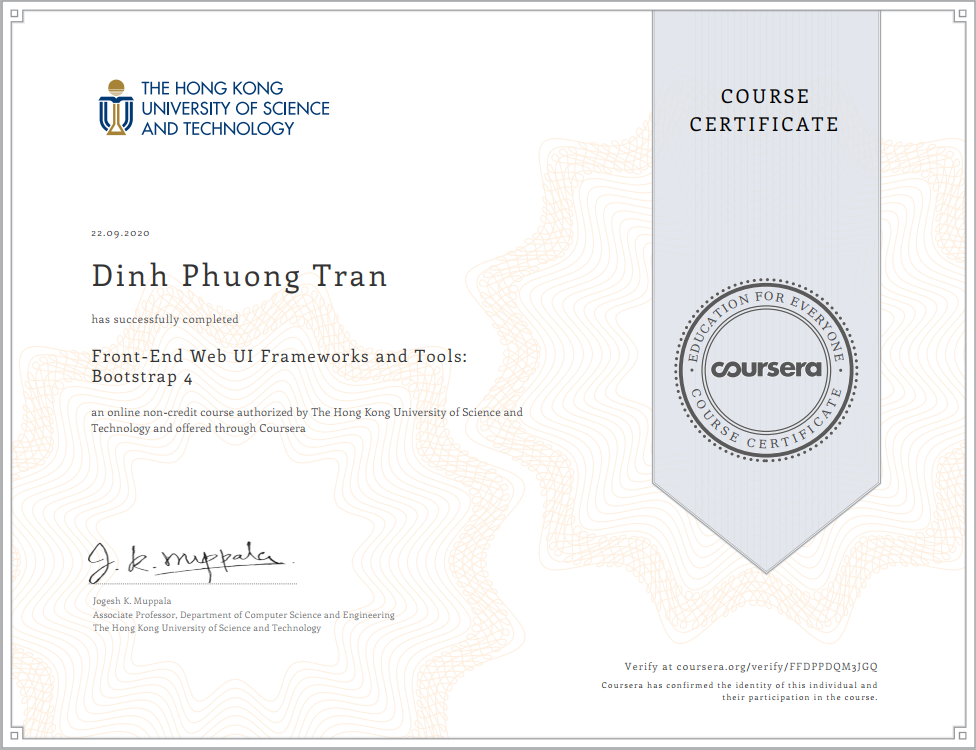 THE HONG KONG
UNIVERSITY OF SCIENCE
AND TECHNOLOGY
COURSE
CERTIFICATE
22.09.2020
Dinh Phuong Tran
has successfully completed
Front-End Web UI Frameworks and Tools:
Bootstrap 4
an online non-credit course authorized by The Hong Kong University of Science and
Technology and offered through Coursera
EDUCATION FOR EVERYONE
coursera
COURSE CERTIFICATE
J. K. Muppala
Jogesh K. Muppala
Associate Professor, Department of Computer Science and Engineering
The Hong Kong University of Science and Technology
Verify at coursera.org/verify/FFDPPDQM3JGQ
Coursera has confirmed the identity of this individual and
their participation in the course.